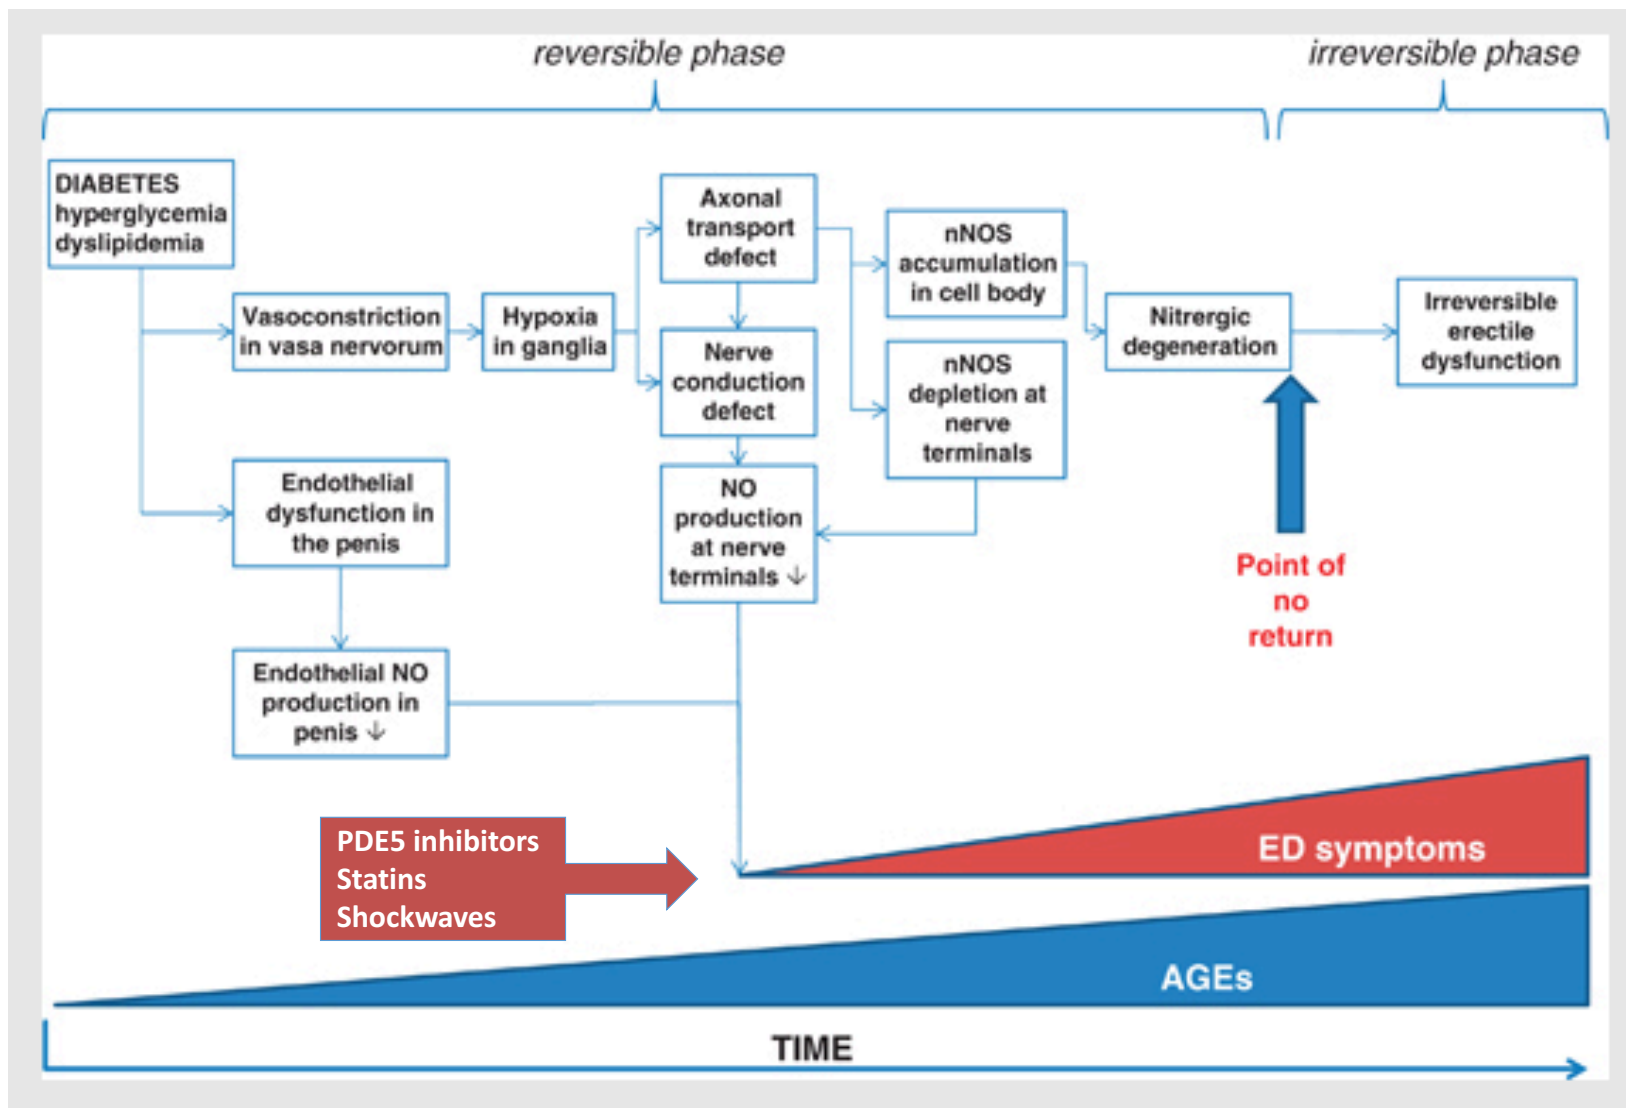 reversible phase
irreversible phase
DIABETES
hyperglycemia
dyslipidemia
Vasoconstriction
in vasa nervorum
Hypoxia
in ganglia
Axonal
transport
defect
Nerve
conduction
defect
NO
production
at nerve
terminals ↓
nNOS
accumulation
in cell body
nNOS
depletion at
nerve
terminals
Nitrergic
degeneration
Irreversible
erectile
dysfunction
Endothelial
dysfunction in
the penis
Endothelial NO
production in
penis ↓
Point of
no
return
PDE5 inhibitors
Statins
Shockwaves
ED symptoms
AGEs
TIME